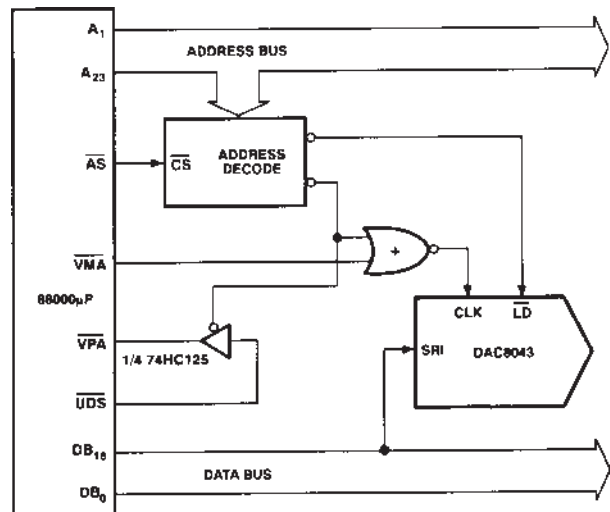 A1
ADDRESS BUS
A23
AS
CS
ADDRESS
DECODE
VMA
+
68000µP
CLK
LD
VPA
1/4 74HC125
SRI
DAC8043
UDS
DB15
DATA BUS
DB0